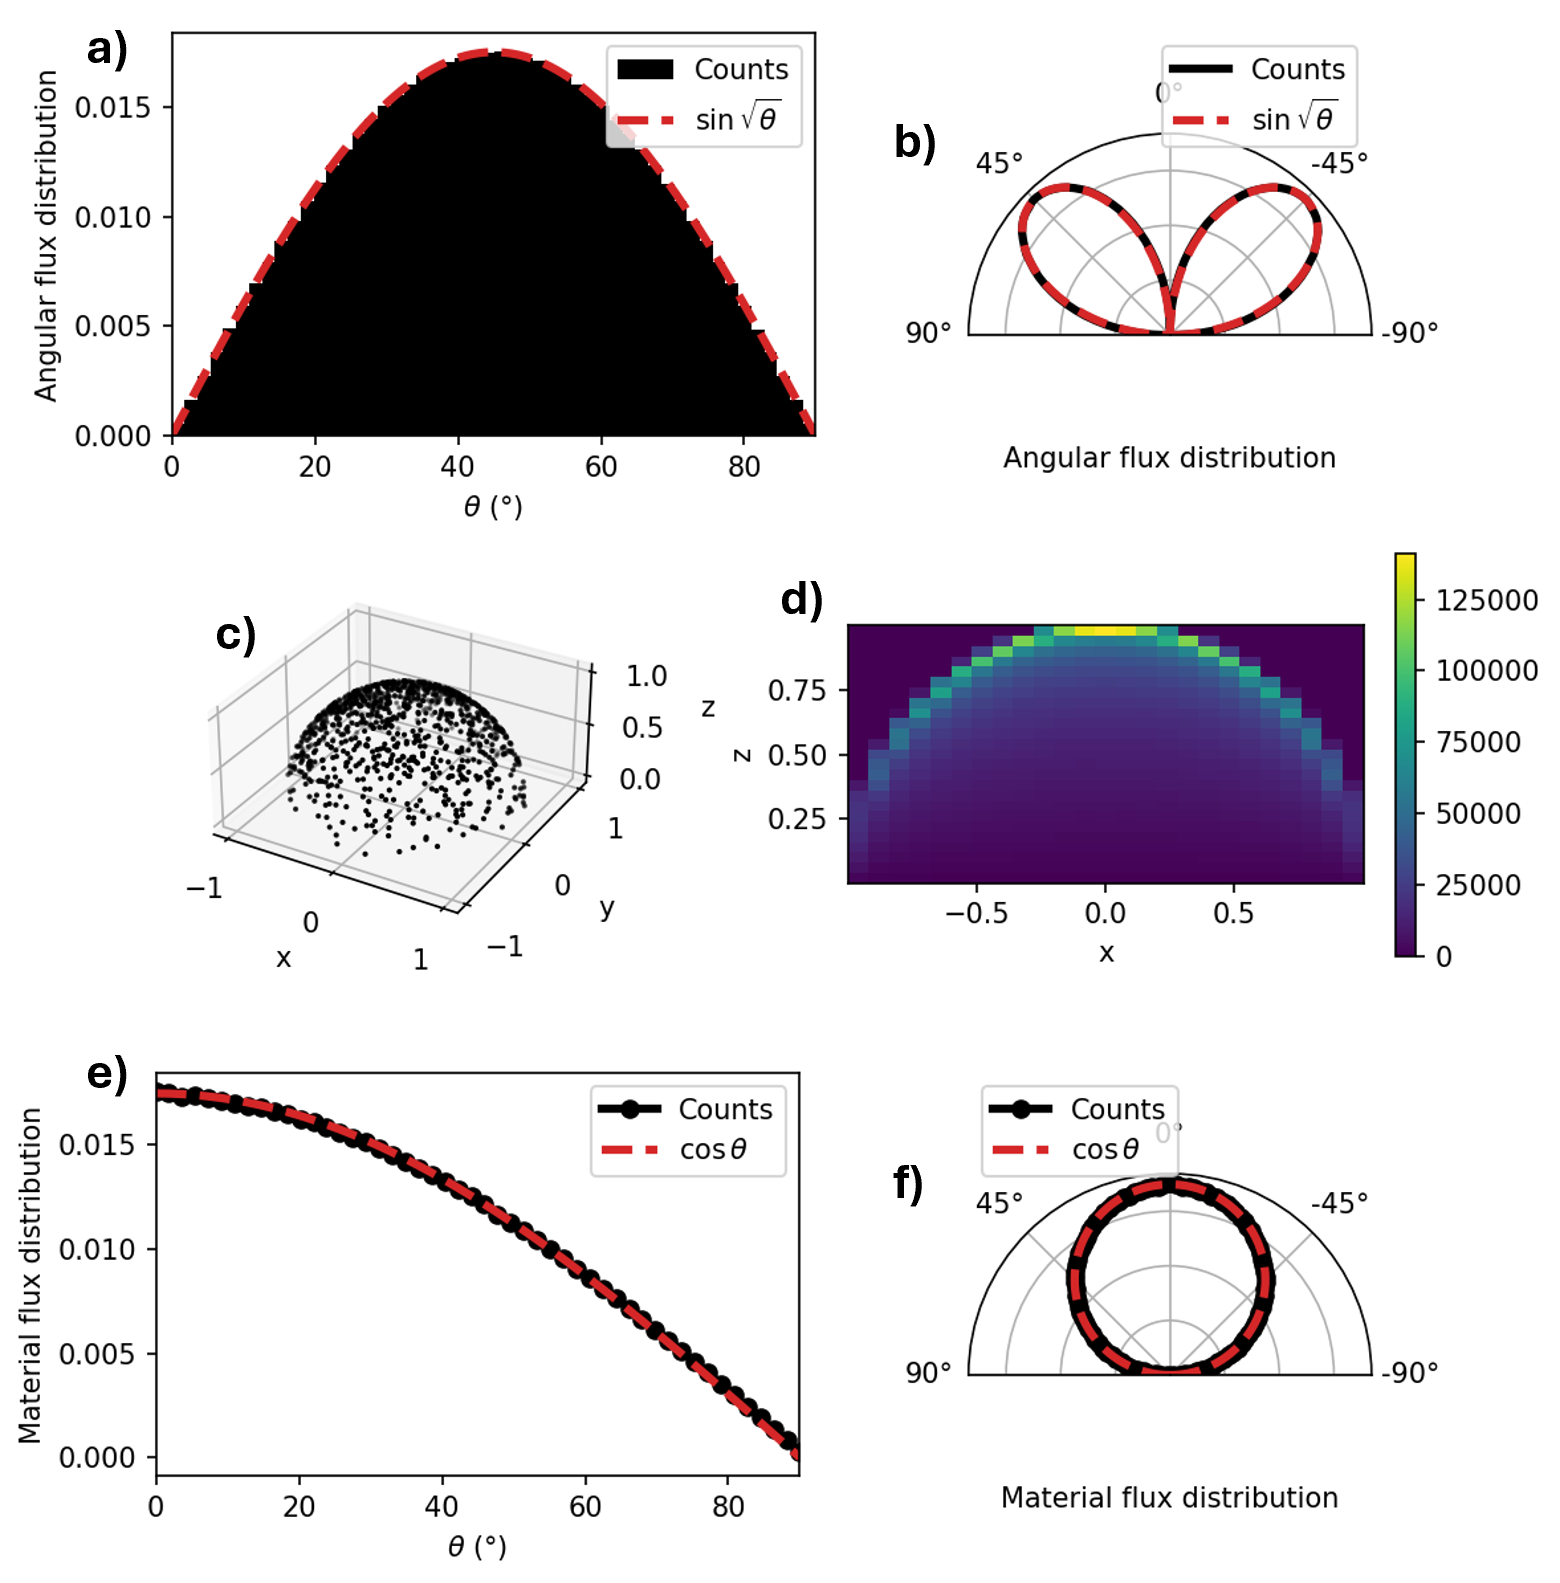 a)
Angular flux distribution
0.015
0.010
0.005
0.000
0 20 40 60 80
θ (°)
Counts
sin √θ
b)
Counts
sin √θ
0°
45°
-45°
90°
-90°
Angular flux distribution
c)
1.0
0.5
0.0
z
1
0
−1
y
−1
0
1
x
d)
0.75
0.50
0.25
z
−0.5 0.0 0.5
x
125000
100000
75000
50000
25000
0
e)
Material flux distribution
0.015
0.010
0.005
0.000
0 20 40 60 80
θ (°)
Counts
cos θ
f)
Counts
cos θ
0°
45°
-45°
90°
-90°
Material flux distribution